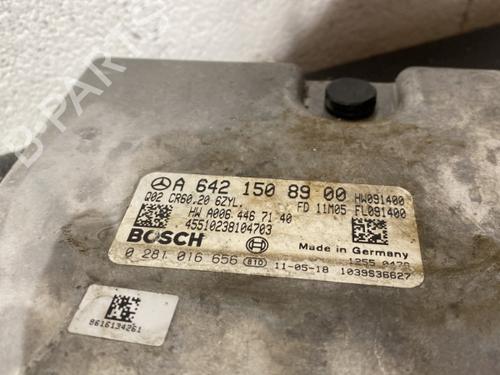 A 642 150 89 00
Q02 CR60.20 6ZYL. FD 11M05
HW091400
FL091400
HW A006 446 71 40
45510238104703
BOSCH
Made in Germany
0 281 016 656 810 11-05-18
1039S36627
8616134261
B-PARTS